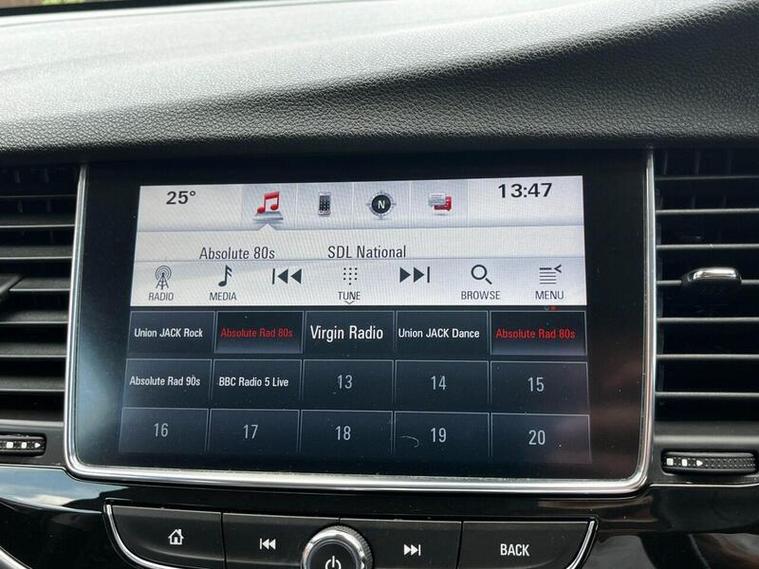 25° 13:47
N
Absolute 80s SDL National
RADIO MEDIA TUNE BROWSE MENU
Union JACK Rock Absolute Rad 80s Virgin Radio Union JACK Dance Absolute Rad 80s
Absolute Rad 90s BBC Radio 5 Live 13 14 15
16 17 18 19 20
BACK